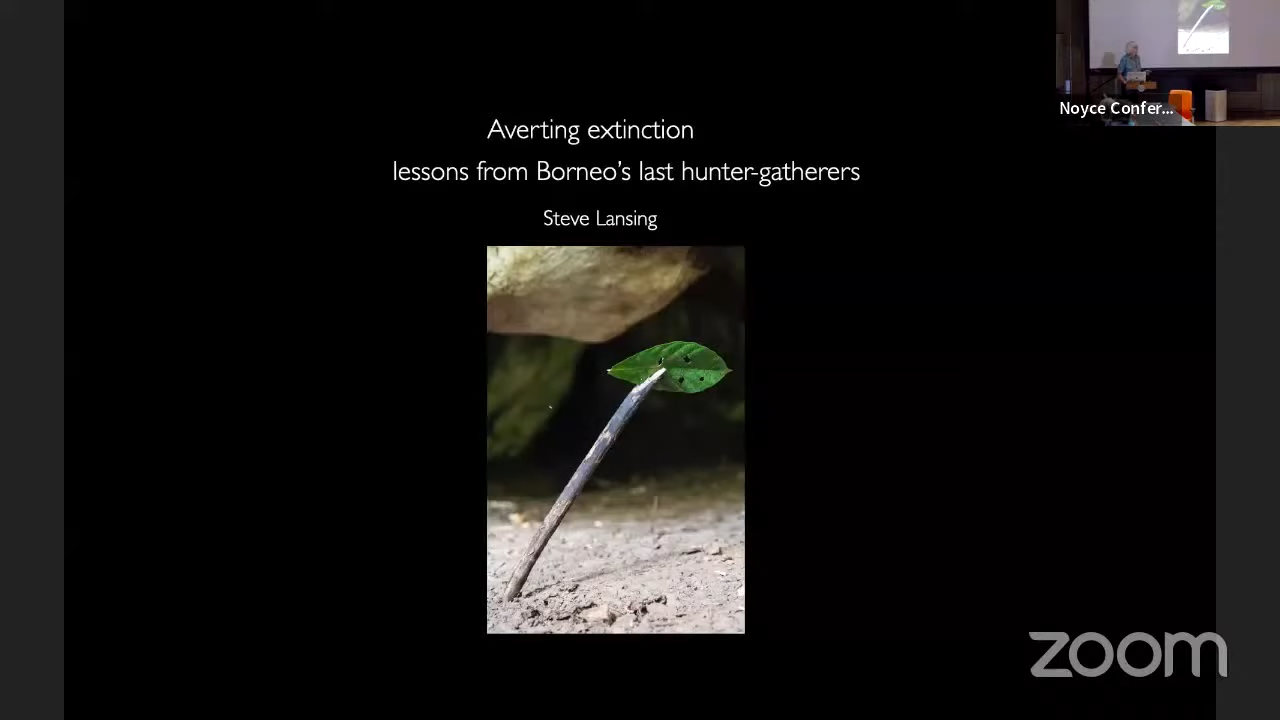 Averting extinction
lessons from Borneo's last hunter-gatherers
Steve Lansing
Noyce Confer...
zoom